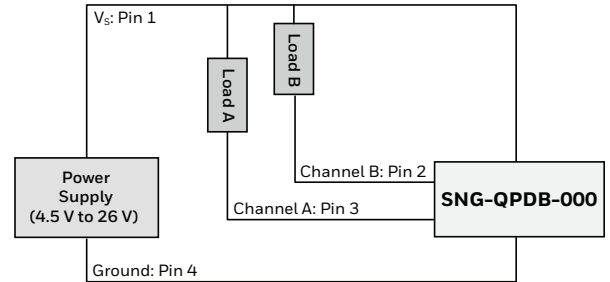 Vₛ: Pin 1
Load A
Load B
Channel B: Pin 2
Power
Supply
(4.5 V to 26 V)
SNG-QPDB-000
Channel A: Pin 3
Ground: Pin 4